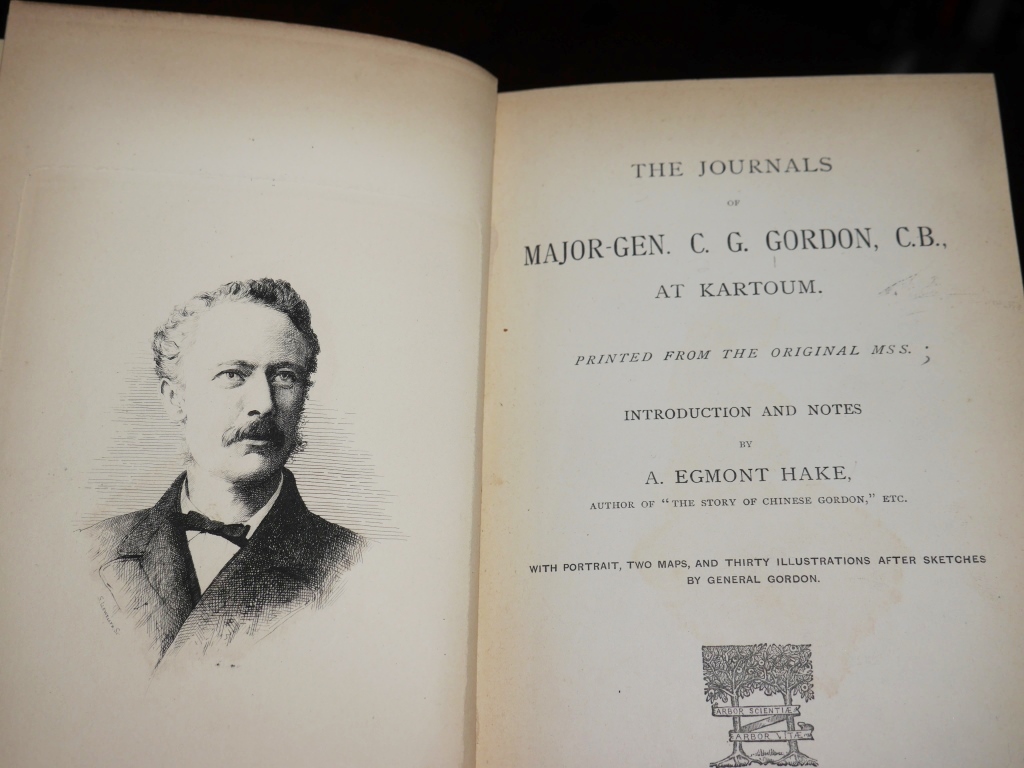 THE JOURNALS
OF
MAJOR-GEN. C. G. GORDON, C.B.,
AT KARTOUM.
PRINTED FROM THE ORIGINAL MSS. ;
INTRODUCTION AND NOTES
BY
A. EGMONT HAKE,
AUTHOR OF "THE STORY OF CHINESE GORDON," ETC.
WITH PORTRAIT, TWO MAPS, AND THIRTY ILLUSTRATIONS AFTER SKETCHES
BY GENERAL GORDON.
ARBOR SCIENTIÆ
ARBOR VITÆ